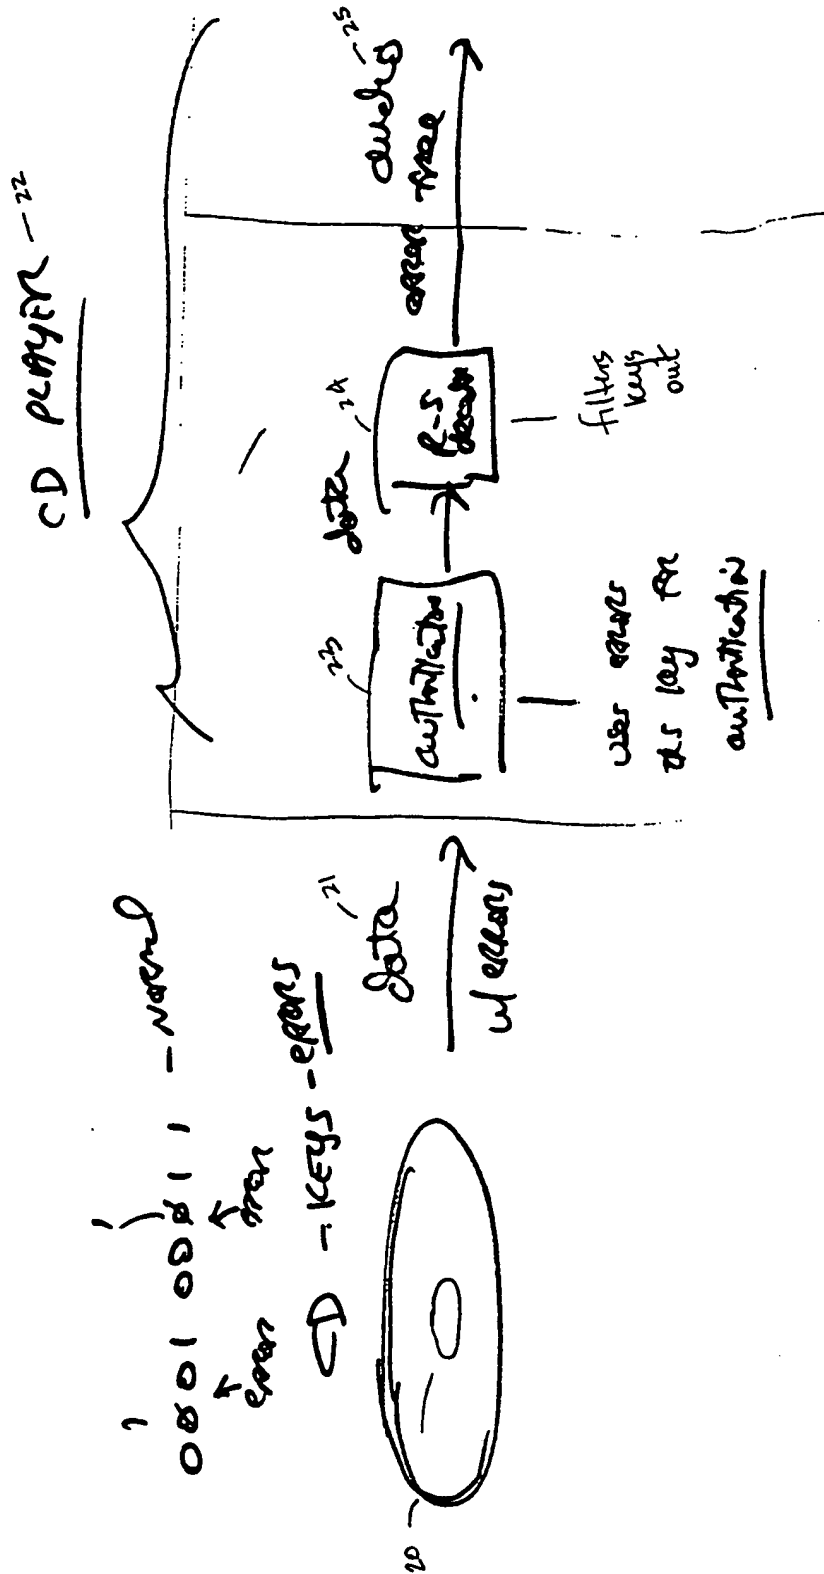 CD PLAYER - 22
1 1
0 0 0 1 0 0 0 1 1 - NORMAL
error error
CD - KEYS - errors
20
data 21
w/ errors
23
authentication
uses errors
as key for
authentication
data
24
R-S
decoder
filters
keys
out
error free
audio 25